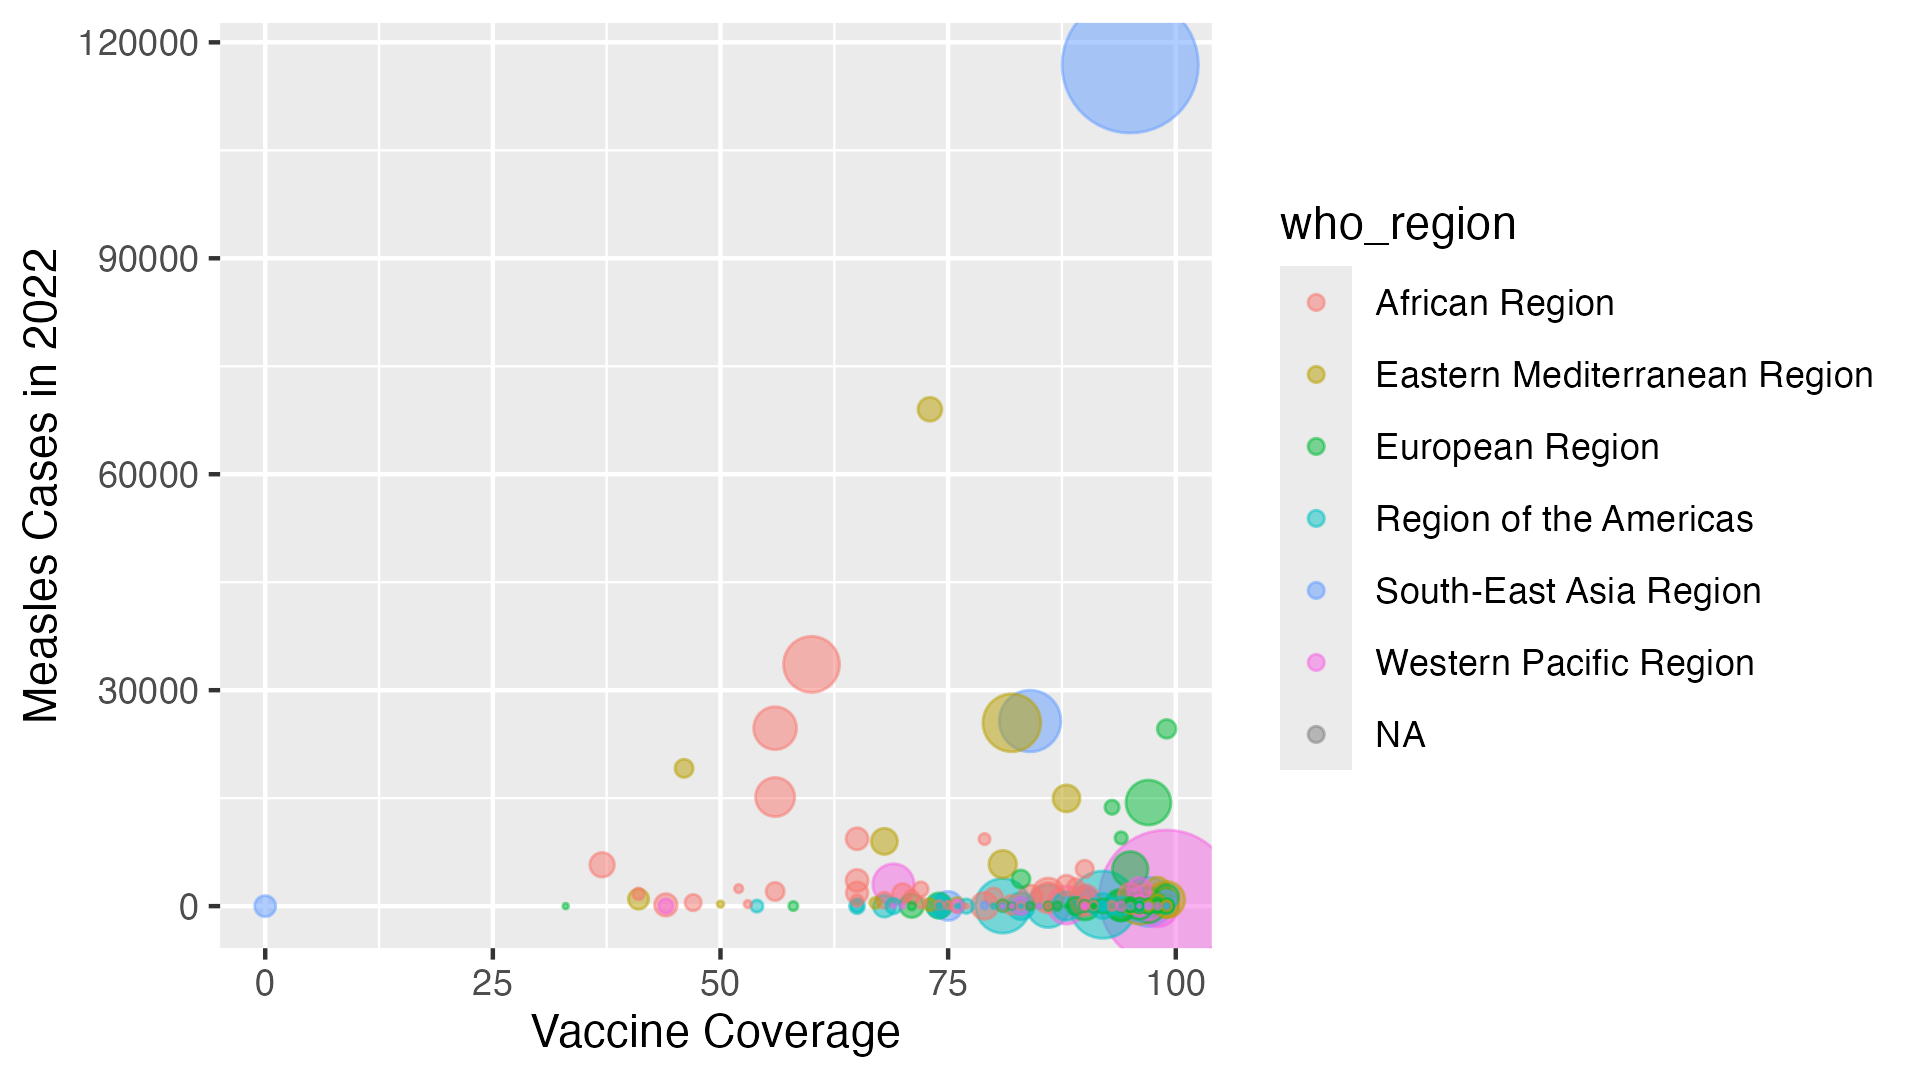 120000
90000
60000
30000
0
Measles Cases in 2022
0 25 50 75 100
Vaccine Coverage
who_region
African Region
Eastern Mediterranean Region
European Region
Region of the Americas
South-East Asia Region
Western Pacific Region
NA